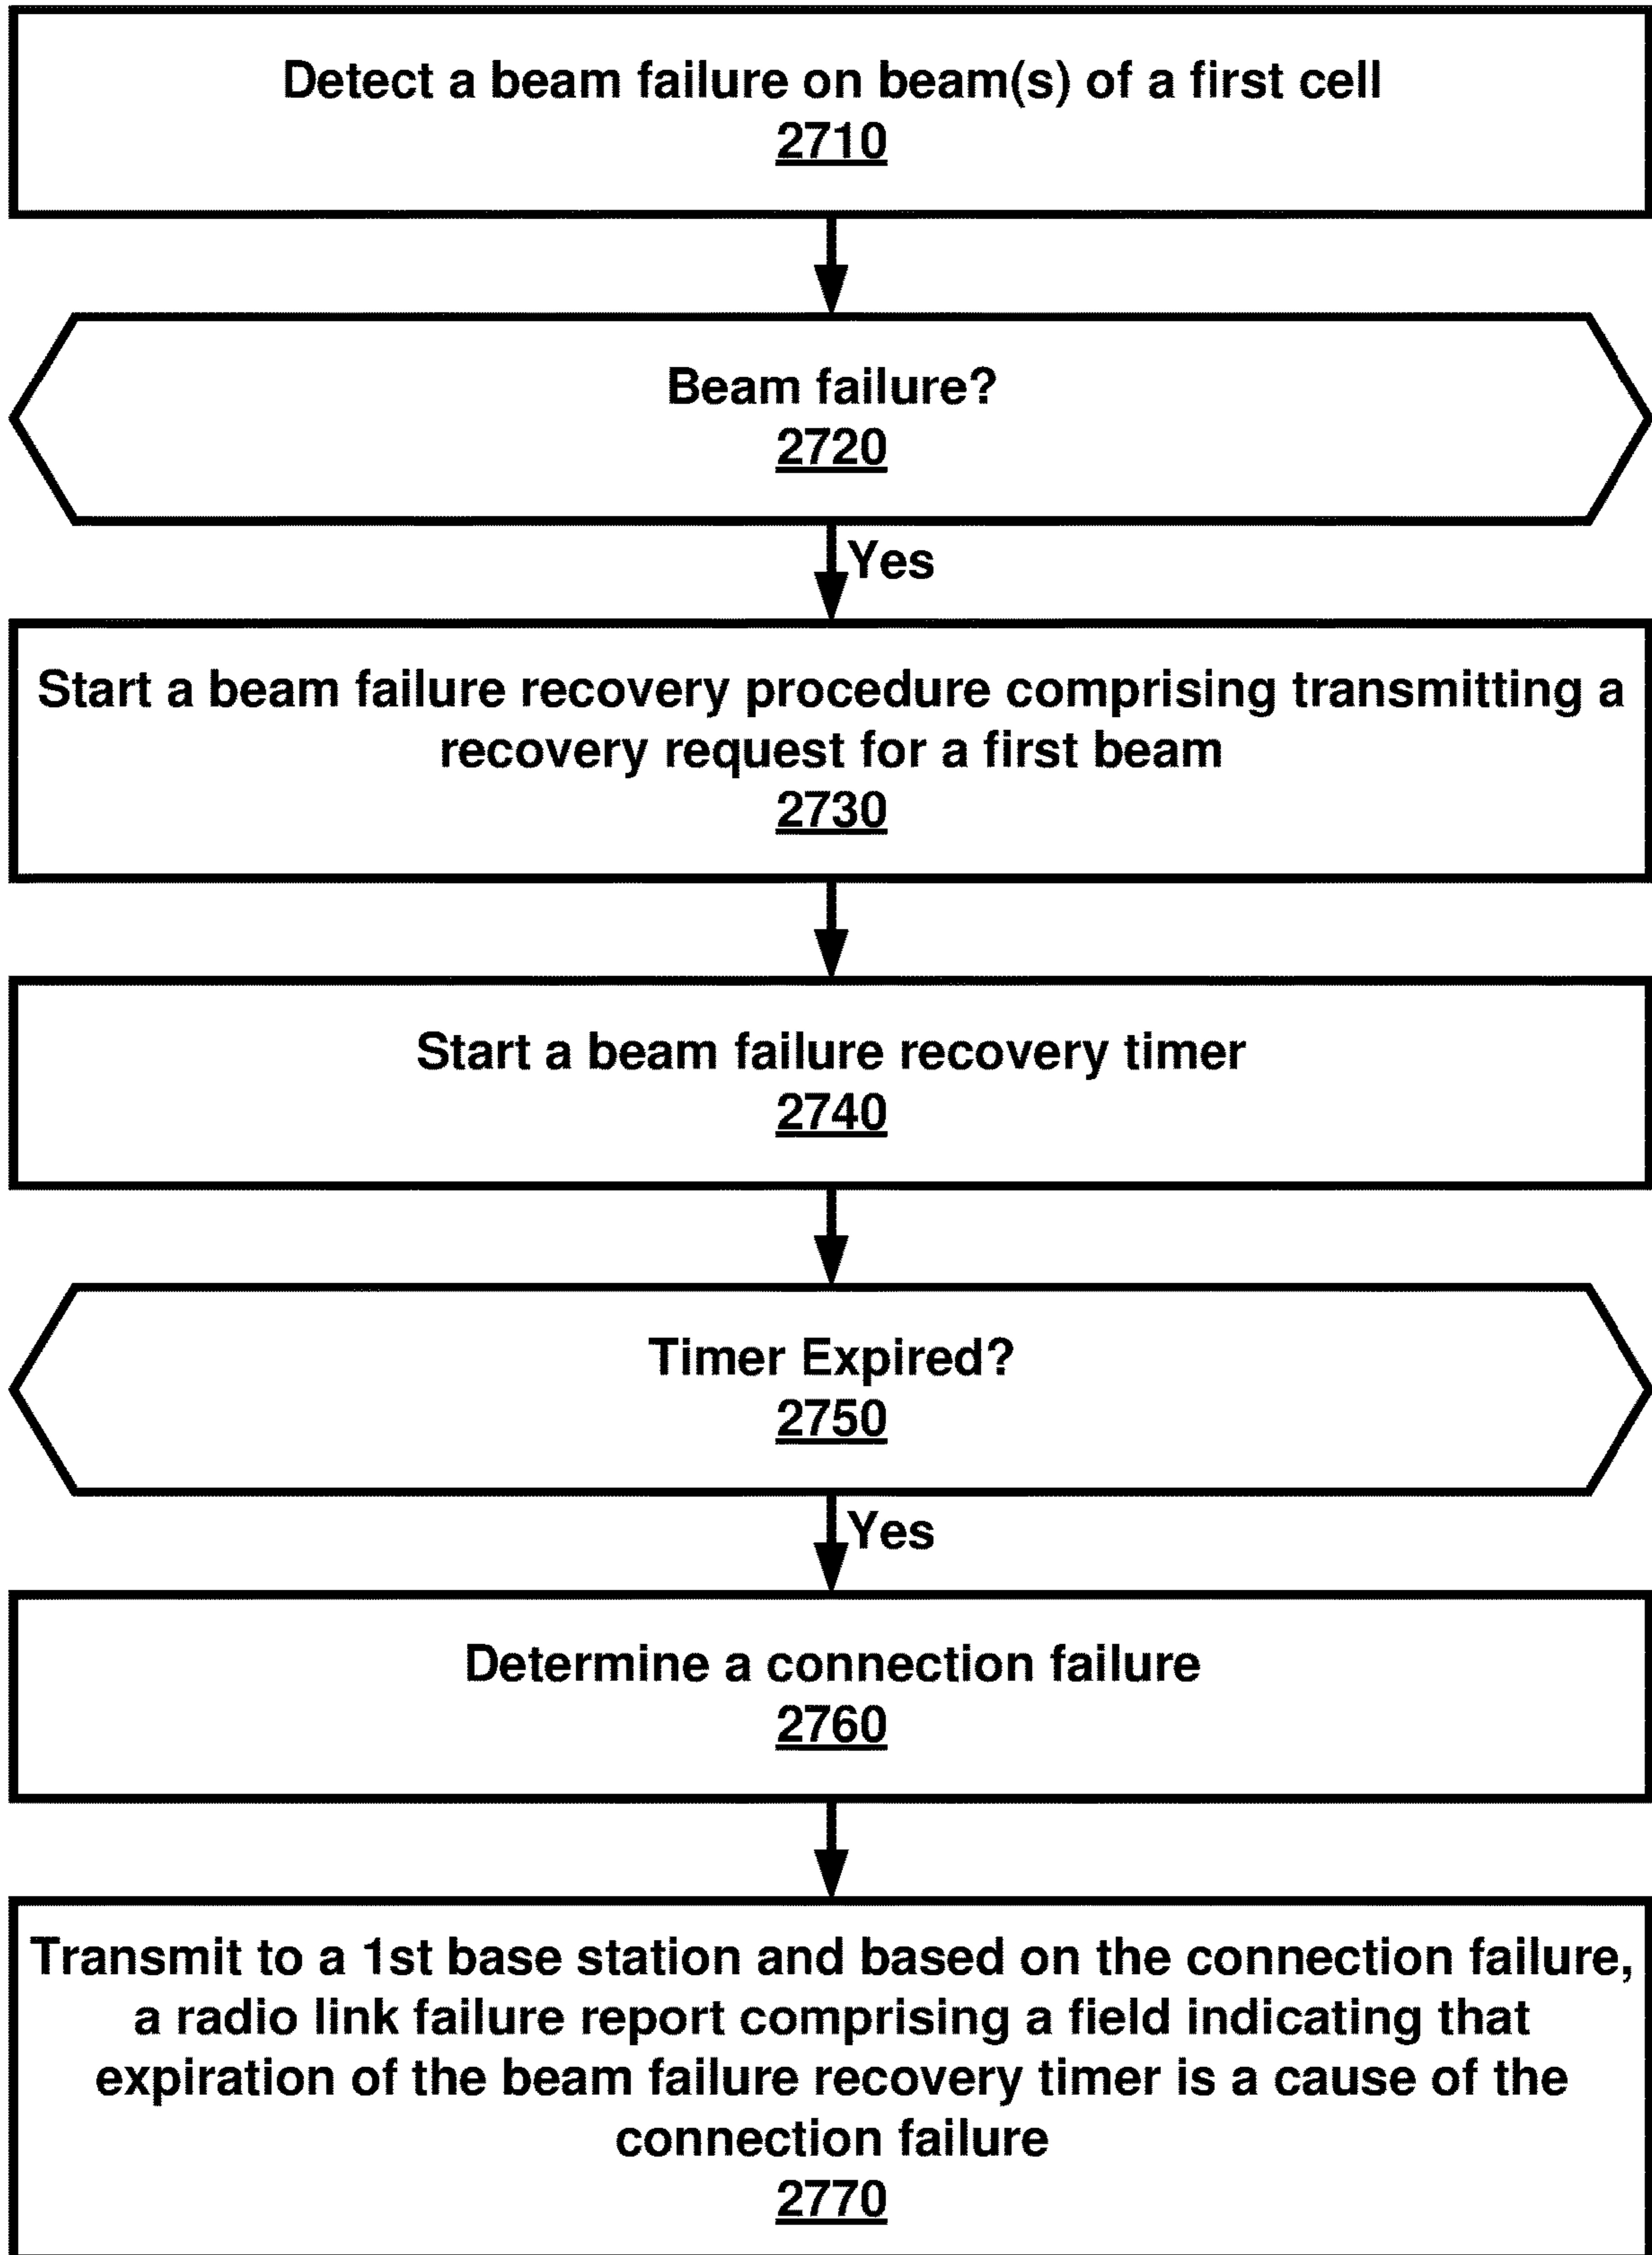 Detect a beam failure on beam(s) of a first cell
2710
Beam failure?
2720
Yes
Start a beam failure recovery procedure comprising transmitting a
recovery request for a first beam
2730
Start a beam failure recovery timer
2740
Timer Expired?
2750
Yes
Determine a connection failure
2760
Transmit to a 1st base station and based on the connection failure,
a radio link failure report comprising a field indicating that
expiration of the beam failure recovery timer is a cause of the
connection failure
2770